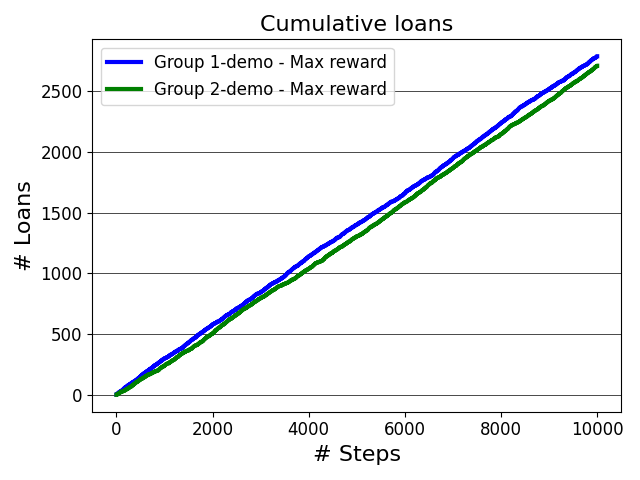 Cumulative loans
Group 1-demo - Max reward
Group 2-demo - Max reward
# Loans
2500
2000
1500
1000
500
0
0 2000 4000 6000 8000 10000
# Steps